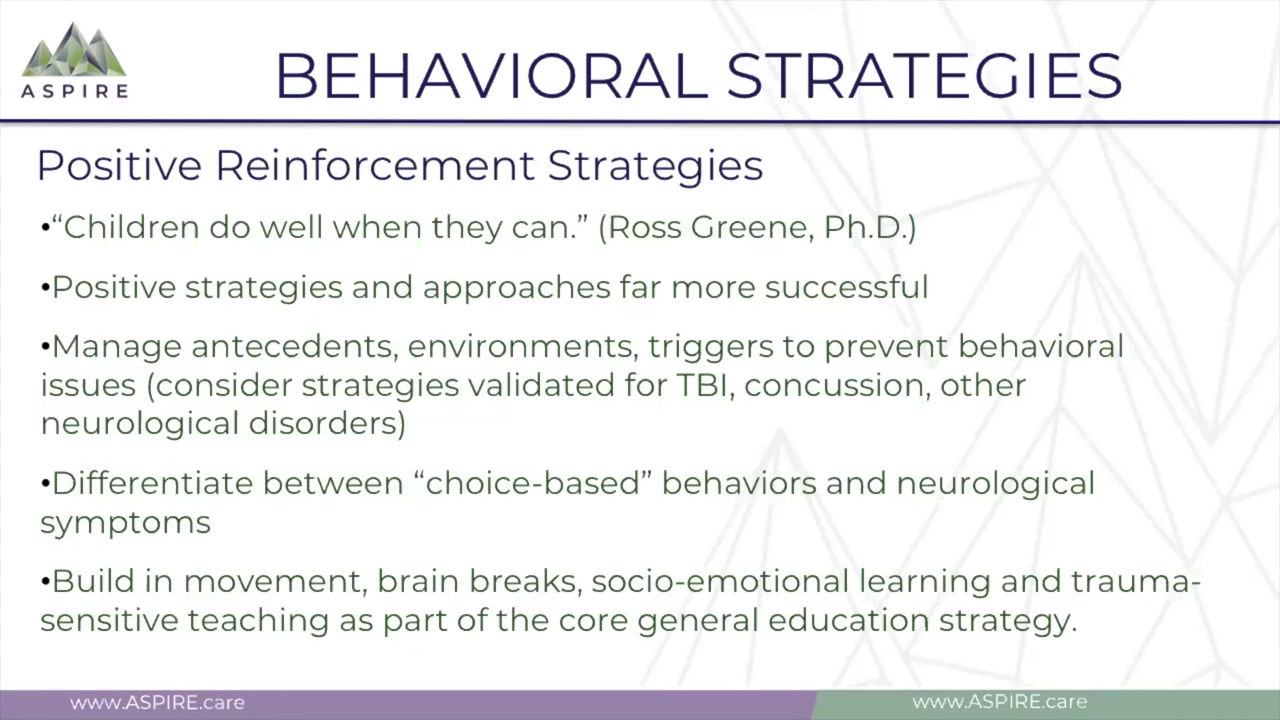 ASPIRE
BEHAVIORAL STRATEGIES
Positive Reinforcement Strategies
•“Children do well when they can.” (Ross Greene, Ph.D.)
•Positive strategies and approaches far more successful
•Manage antecedents, environments, triggers to prevent behavioral
issues (consider strategies validated for TBI, concussion, other
neurological disorders)
•Differentiate between “choice-based” behaviors and neurological
symptoms
•Build in movement, brain breaks, socio-emotional learning and trauma-
sensitive teaching as part of the core general education strategy.
www.ASPIRE.care
www.ASPIRE.care